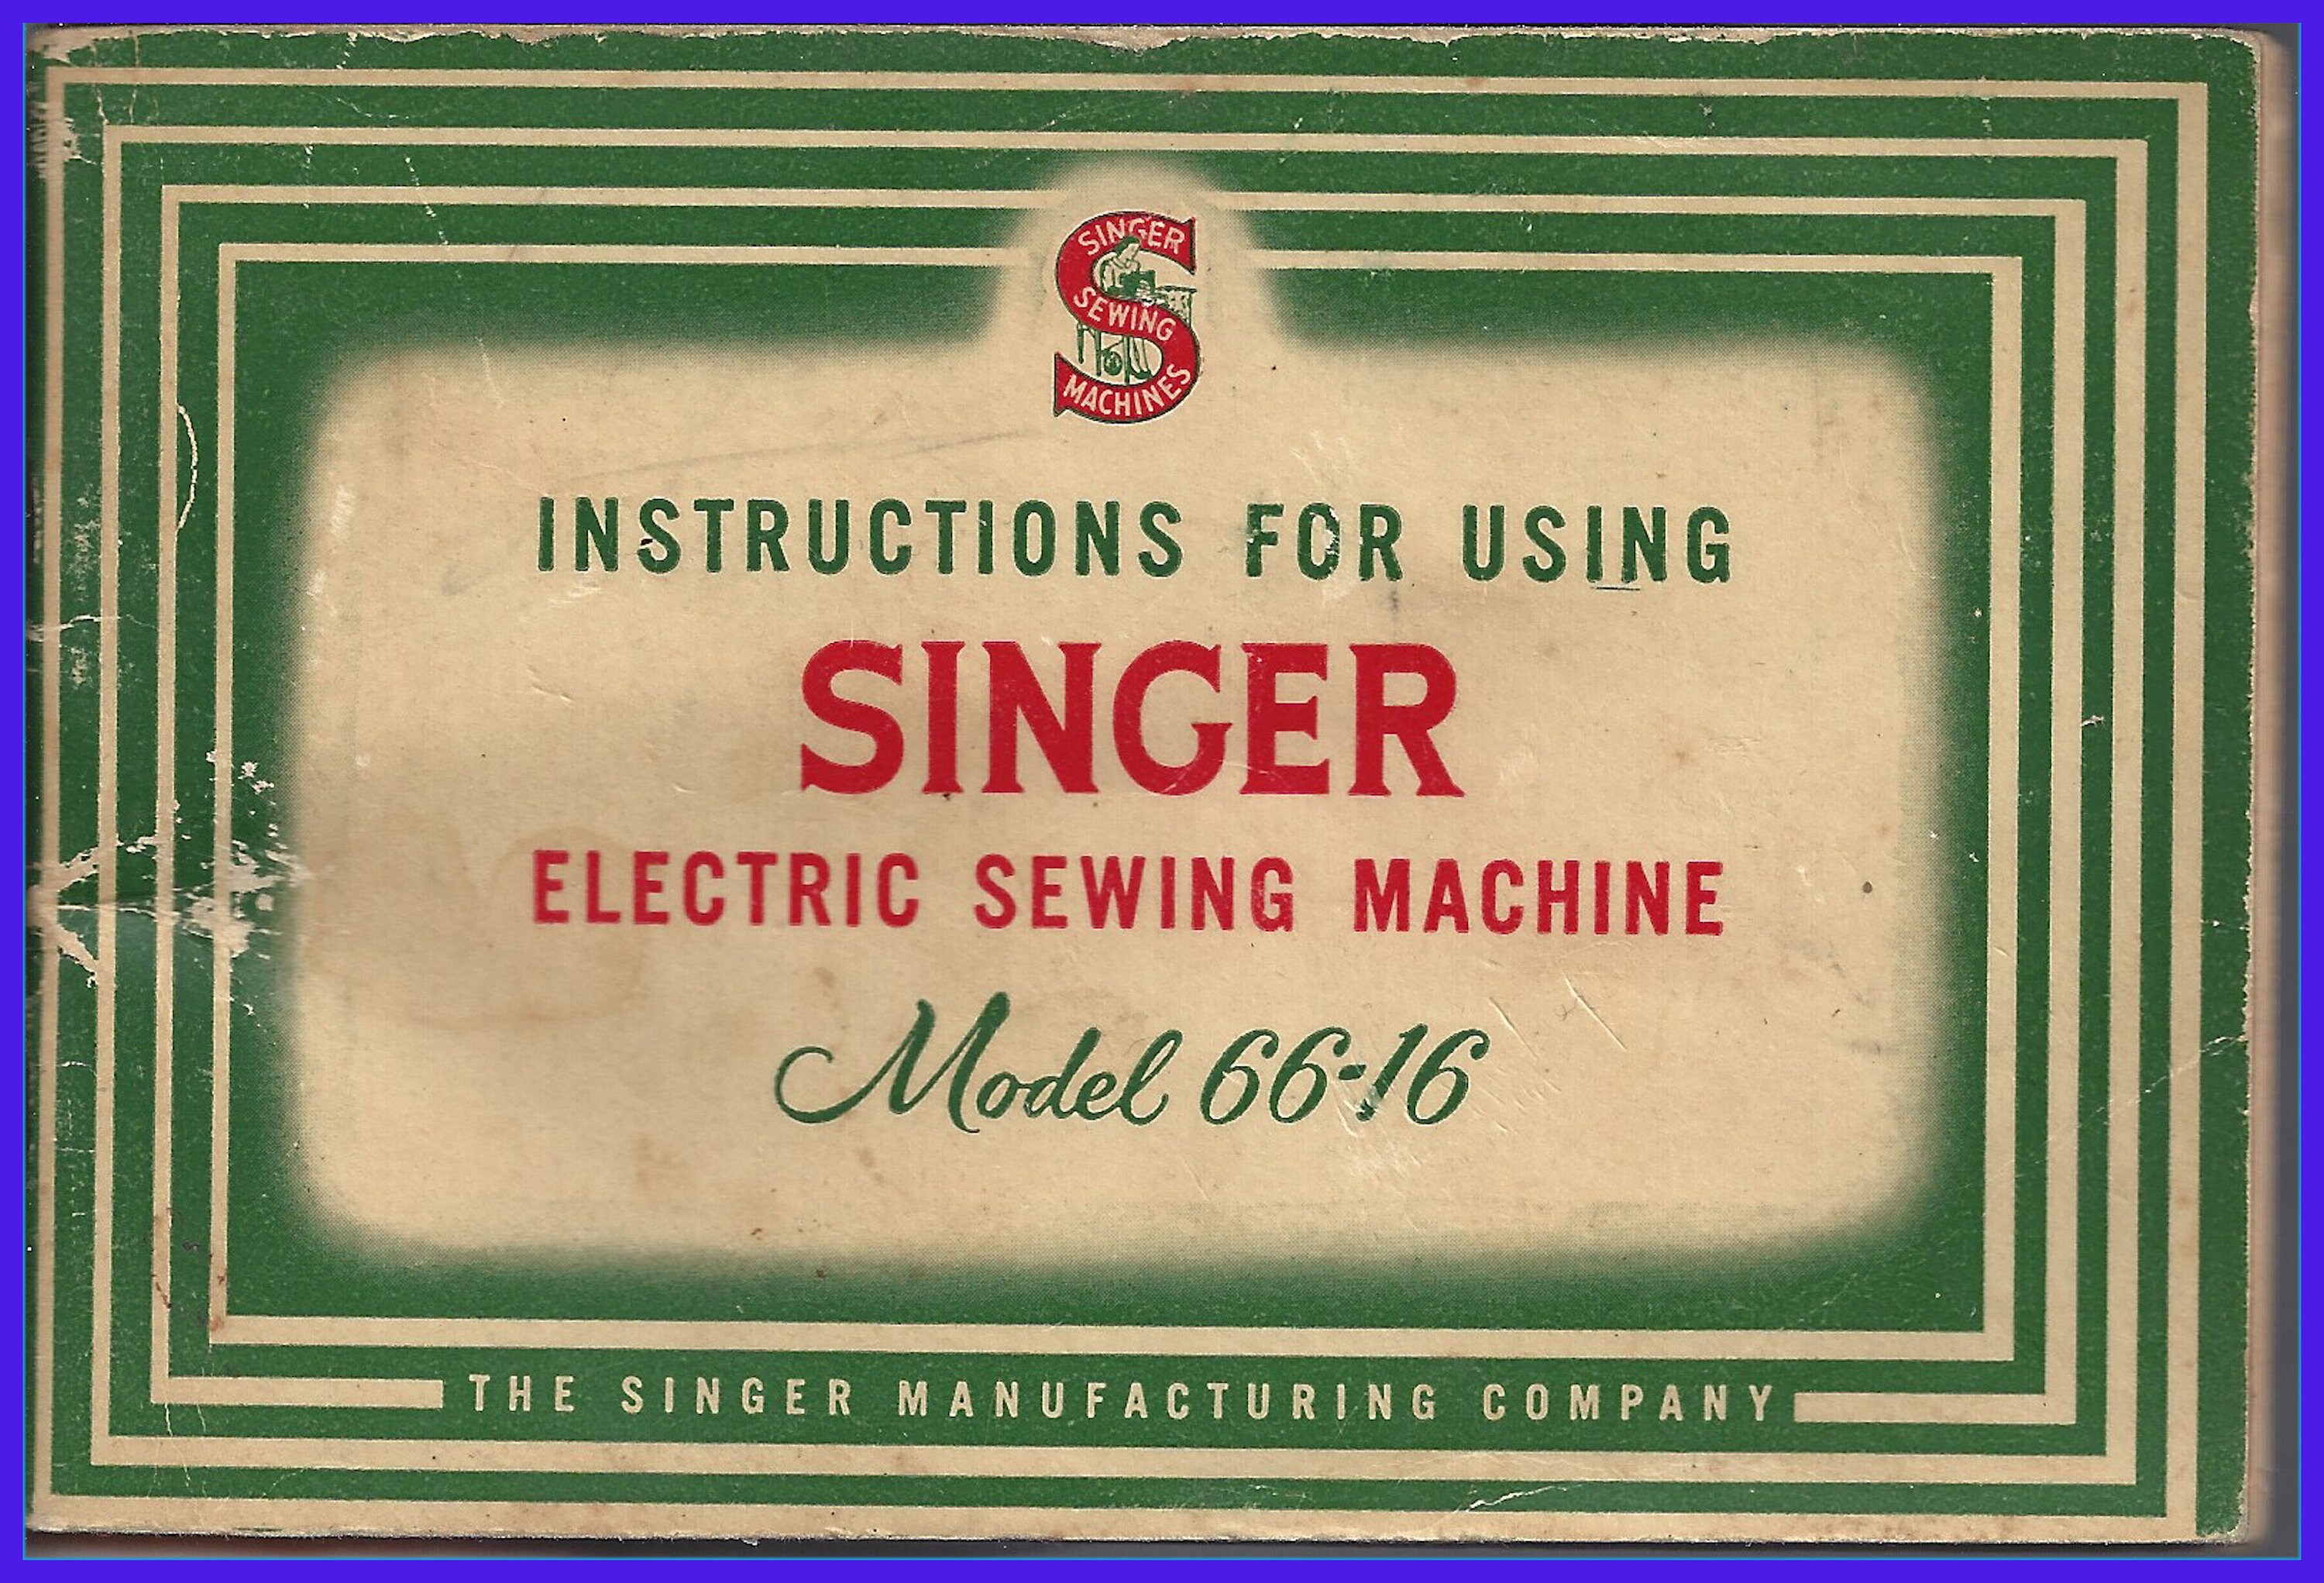 SINGER
SEWING
MACHINES
INSTRUCTIONS FOR USING
SINGER
ELECTRIC SEWING MACHINE
Model 66-16
THE SINGER MANUFACTURING COMPANY